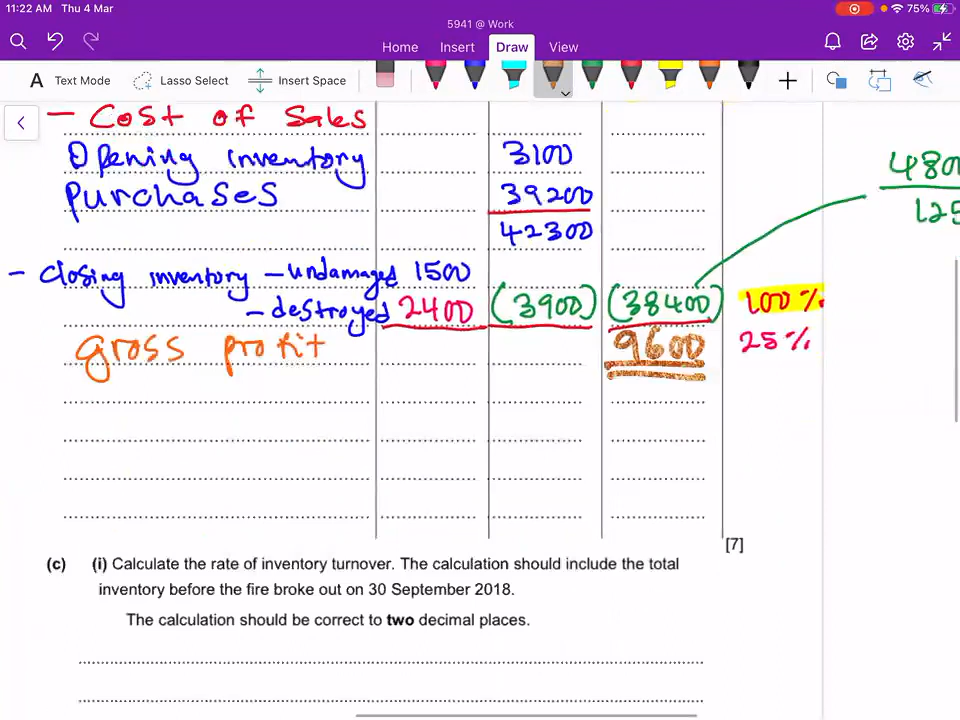 11:22 AM Thu 4 Mar
75%
5941 @ Work
Home Insert Draw View
A Text Mode Lasso Select Insert Space
- Cost of Sales
Opening inventory 3100
Purchases 39200
42300
- closing inventory - undamaged 1500
- destroyed 2400 (3900) (38400) 100%
gross profit 9600 25%
[7]
(c) (i) Calculate the rate of inventory turnover. The calculation should include the total
inventory before the fire broke out on 30 September 2018.
The calculation should be correct to two decimal places.